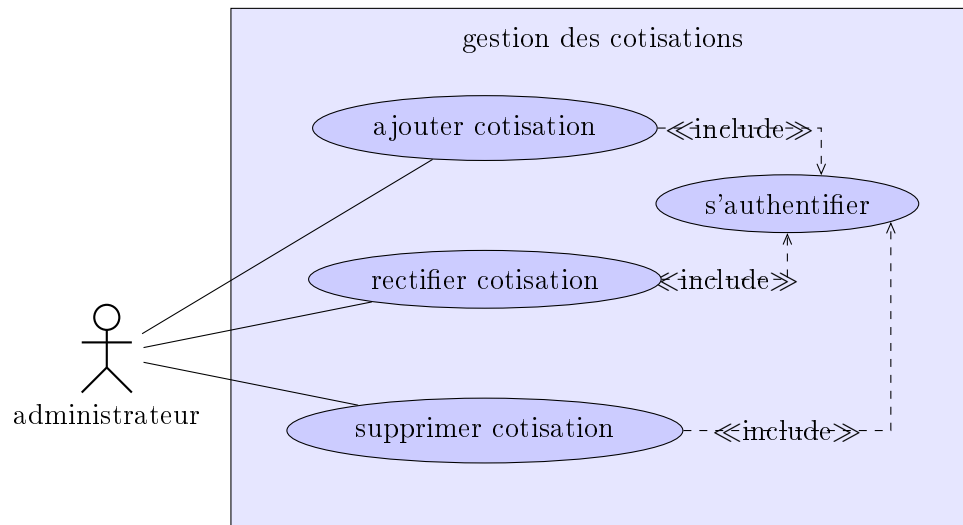 gestion des cotisations
ajouter cotisation
≪include≫
s'authentifier
rectifier cotisation
≪include≫
administrateur
supprimer cotisation
≪include≫